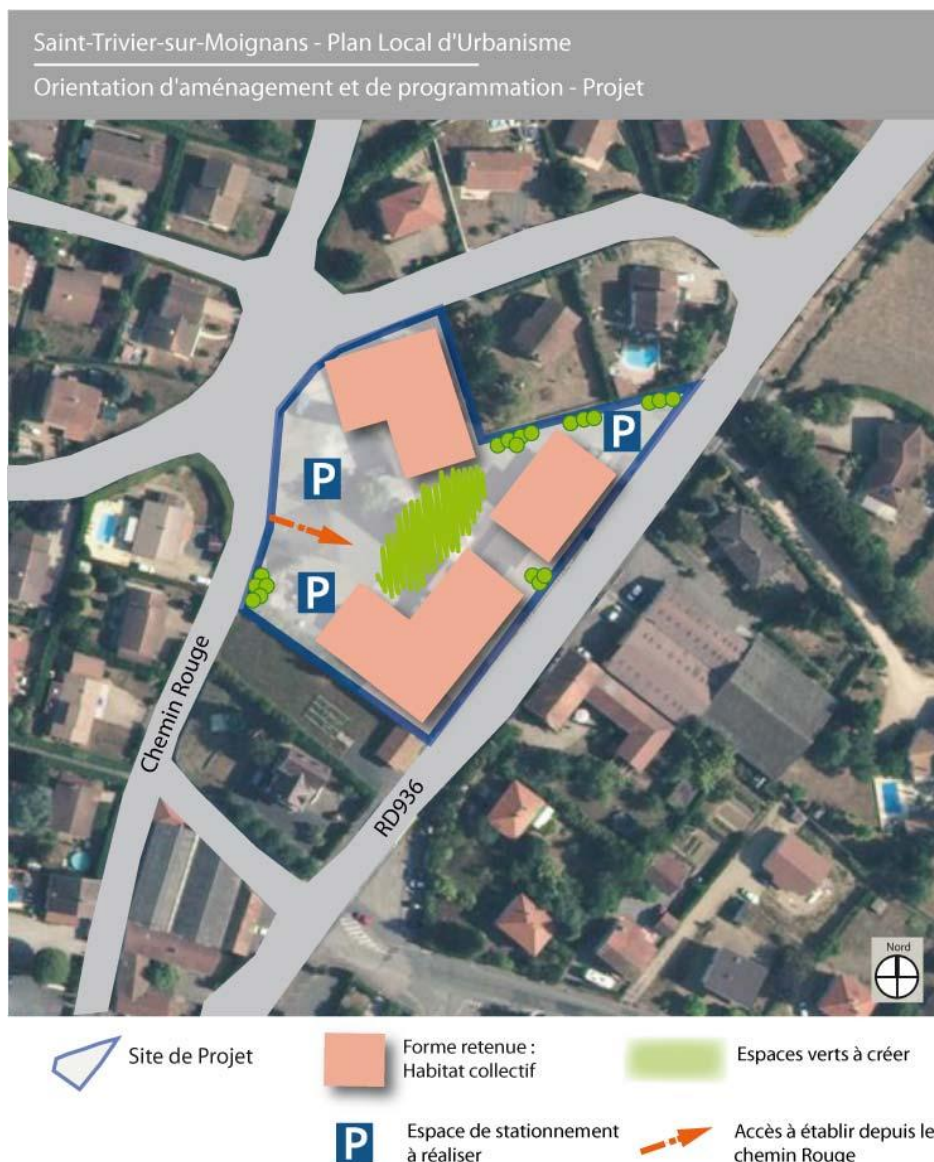 Saint-Trivier-sur-Moignans - Plan Local d'Urbanisme
Orientation d'aménagement et de programmation - Projet
P
P
P
Chemin Rouge
RD936
Nord
Site de Projet
Forme retenue :
Habitat collectif
Espaces verts à créer
P
Espace de stationnement
à réaliser
Accès à établir depuis le
chemin Rouge